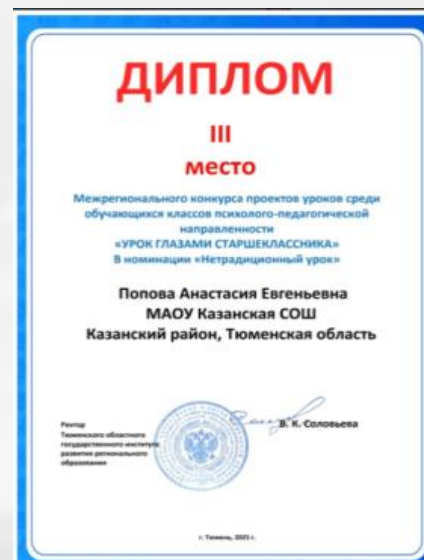 ДИПЛОМ
III
место
Межрегионального конкурса проектов уроков среди
обучающихся классов психолого-педагогической
направленности
«УРОК ГЛАЗАМИ СТАРШЕКЛАССНИКА»
В номинации «Нетрадиционный урок»
Попова Анастасия Евгеньевна
МАОУ Казанская СОШ
Казанский район, Тюменская область
Ректор
Тюменского областного
государственного института
развития регионального
образования
В. К. Соловьева
г. Тюмень, 2023 г.